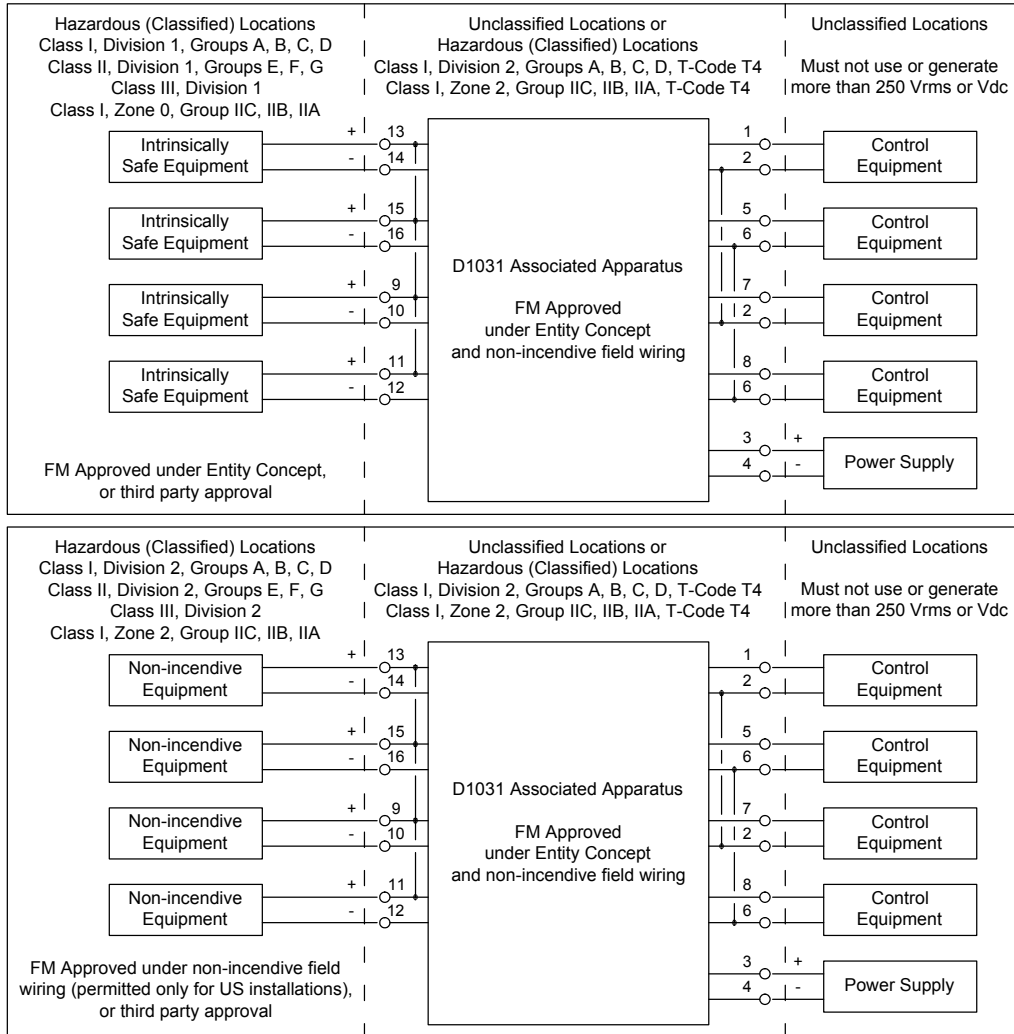 Hazardous (Classified) Locations
Class I, Division 1, Groups A, B, C, D
Class II, Division 1, Groups E, F, G
Class III, Division 1
Class I, Zone 0, Group IIC, IIB, IIA
Unclassified Locations or
Hazardous (Classified) Locations
Class I, Division 2, Groups A, B, C, D, T-Code T4
Class I, Zone 2, Group IIC, IIB, IIA, T-Code T4
Unclassified Locations
Must not use or generate
more than 250 Vrms or Vdc
Intrinsically
Safe Equipment
+ 13
- 14
Intrinsically
Safe Equipment
+ 15
- 16
Intrinsically
Safe Equipment
+ 9
- 10
Intrinsically
Safe Equipment
+ 11
- 12
FM Approved under Entity Concept,
or third party approval
D1031 Associated Apparatus
FM Approved
under Entity Concept
and non-incendive field wiring
1
2
Control
Equipment
5
6
Control
Equipment
7
2
Control
Equipment
8
6
Control
Equipment
3 +
4 -
Power Supply
Hazardous (Classified) Locations
Class I, Division 2, Groups A, B, C, D
Class II, Division 2, Groups E, F, G
Class III, Division 2
Class I, Zone 2, Group IIC, IIB, IIA
Unclassified Locations or
Hazardous (Classified) Locations
Class I, Division 2, Groups A, B, C, D, T-Code T4
Class I, Zone 2, Group IIC, IIB, IIA, T-Code T4
Unclassified Locations
Must not use or generate
more than 250 Vrms or Vdc
Non-incendive
Equipment
+ 13
- 14
Non-incendive
Equipment
+ 15
- 16
Non-incendive
Equipment
+ 9
- 10
Non-incendive
Equipment
+ 11
- 12
FM Approved under non-incendive field
wiring (permitted only for US installations),
or third party approval
D1031 Associated Apparatus
FM Approved
under Entity Concept
and non-incendive field wiring
1
2
Control
Equipment
5
6
Control
Equipment
7
2
Control
Equipment
8
6
Control
Equipment
3 +
4 -
Power Supply